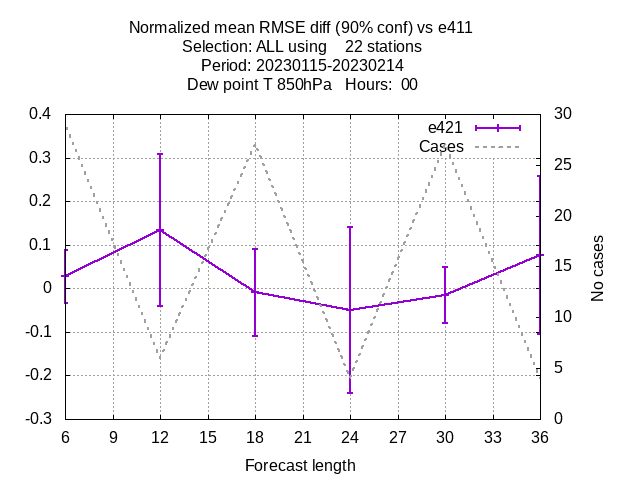 Normalized mean RMSE diff (90% conf) vs e411
Selection: ALL using    22 stations
Period: 20230115-20230214
Dew point T 850hPa   Hours:  00
e421
Cases
0.4
0.3
0.2
0.1
0
-0.1
-0.2
-0.3
30
25
20
15
10
5
0
No cases
6 9 12 15 18 21 24 27 30 33 36
Forecast length